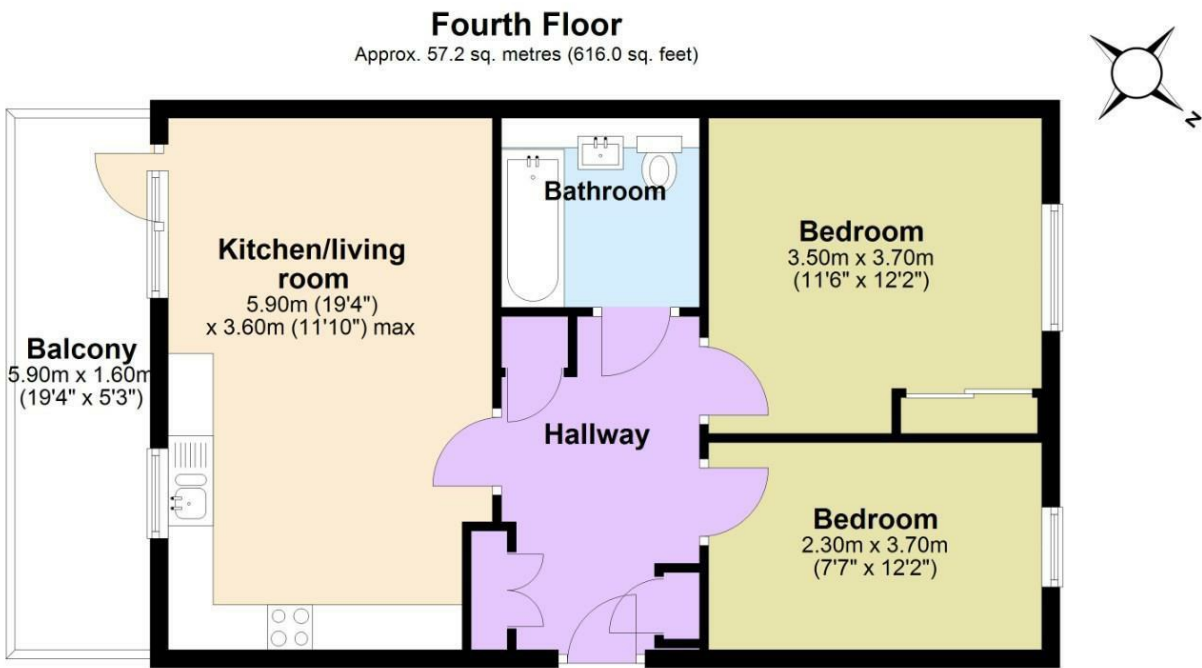 Fourth Floor
Approx. 57.2 sq. metres (616.0 sq. feet)
N
Kitchen/living
room
5.90m (19'4")
x 3.60m (11'10") max
Bathroom
Bedroom
3.50m x 3.70m
(11'6" x 12'2")
Balcony
5.90m x 1.60m
(19'4" x 5'3")
Hallway
Bedroom
2.30m x 3.70m
(7'7" x 12'2")